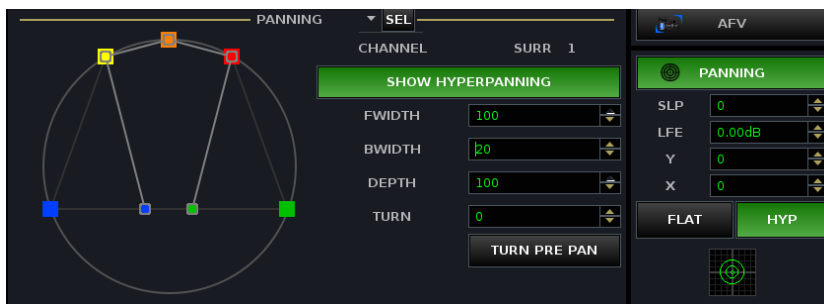 PANNING SEL
CHANNEL SURR 1
SHOW HYPERPANNING
FWIDTH 100
BWIDTH 20
DEPTH 100
TURN 0
TURN PRE PAN
AFV
PANNING
SLP 0
LFE 0.00dB
Y 0
X 0
FLAT HYP